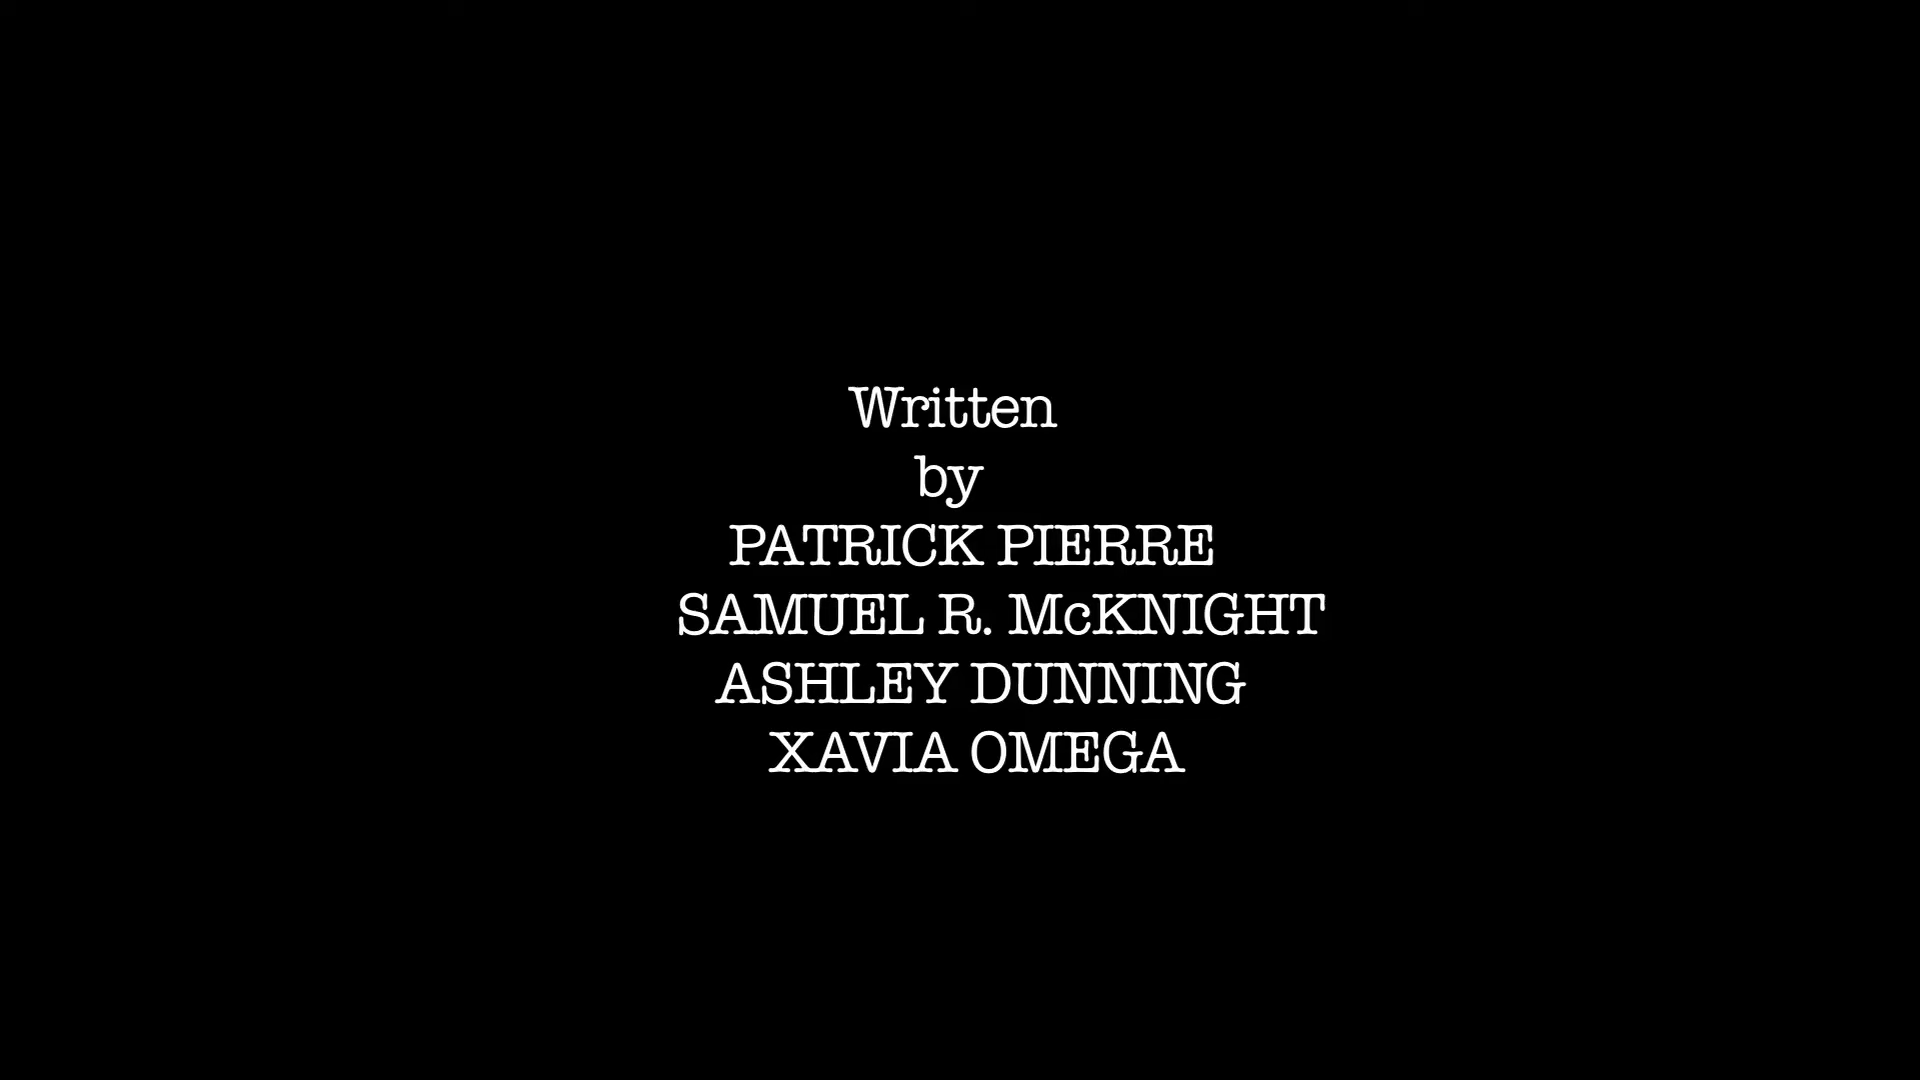 Written
by
PATRICK PIERRE
SAMUEL R. McKNIGHT
ASHLEY DUNNING
XAVIA OMEGA